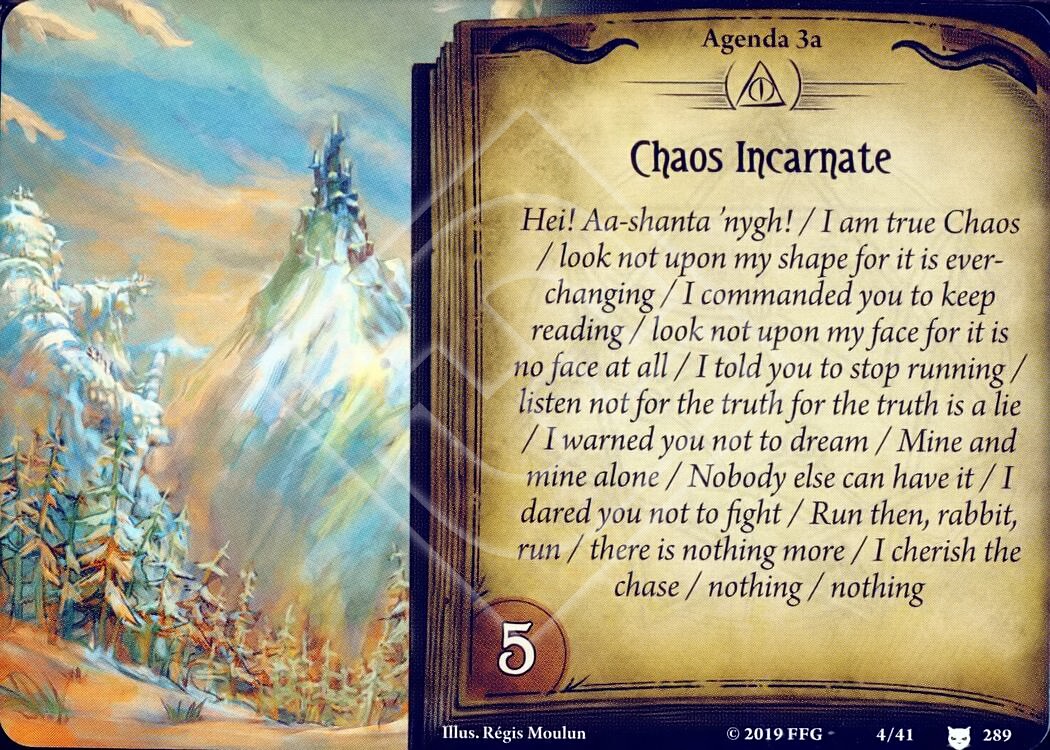 Agenda 3a
Chaos Incarnate
Hei! Aa-shanta 'nygh! / I am true Chaos
/ look not upon my shape for it is ever-
changing / I commanded you to keep
reading / look not upon my face for it is
no face at all / I told you to stop running /
listen not for the truth for the truth is a lie
/ I warned you not to dream / Mine and
mine alone / Nobody else can have it / I
dared you not to fight / Run then, rabbit,
run / there is nothing more / I cherish the
chase / nothing / nothing
5
Illus. Régis Moulun © 2019 FFG 4/41 289